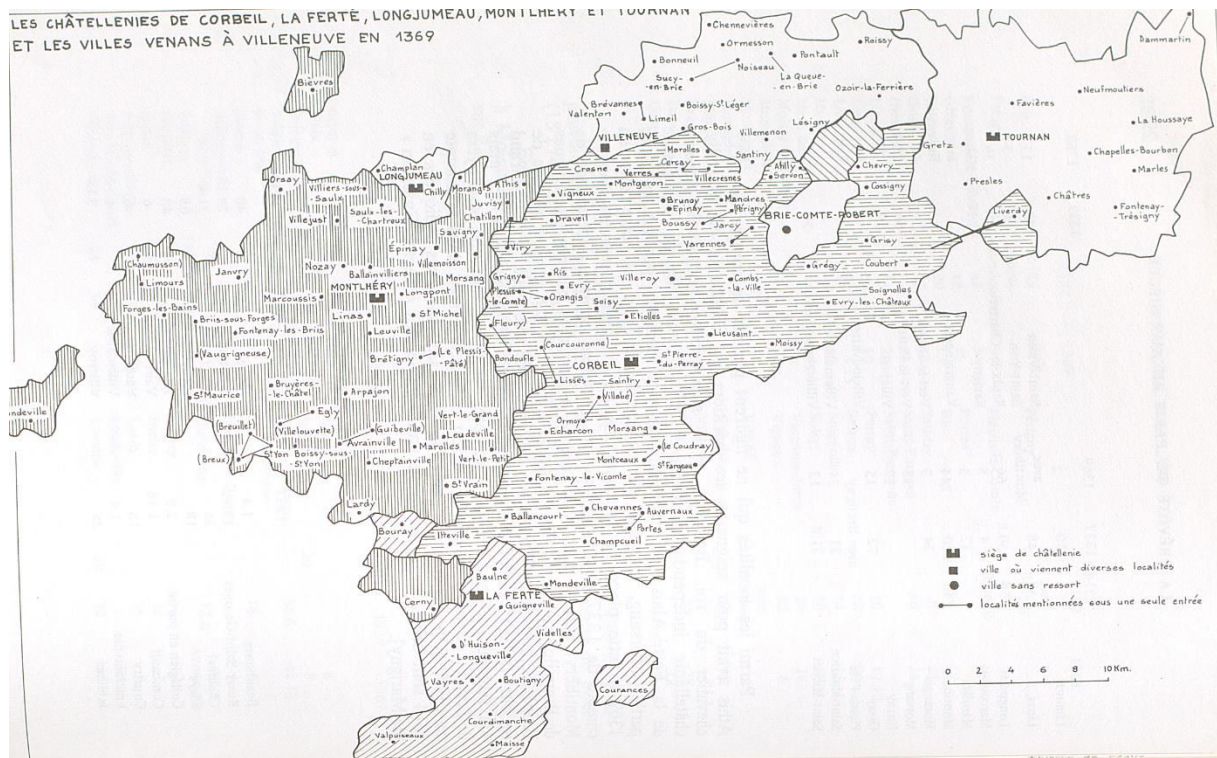 LES CHÂTELLENIES DE CORBEIL, LA FERTÉ, LONGJUMEAU, MONTLHÉRY ET TOURNAN
ET LES VILLES VENANS À VILLENEUVE EN 1369
Bièvres
Chennevières
Ormesson
Bonneuil
Noiseau
Pontault
Roissy
Sucy-
en-Brie
La Queue-
en-Brie
Ozoir-la-Ferrière
Brévannes
Valenton
Limeil
Boissy-St Léger
Gros-Bois
Villemenon
Lésigny
Santiny
VILLENEUVE
Dammartin
Neufmoutiers
Favières
La Houssaye
TOURNAN
Gretz
Chapelles-Bourbon
Marles
Presles
Châtres
Fontenay-
-Trésigny
Liverdy
Marolles
Cercay
Crosne
Yerres
Villecresnes
Montgeron
Attily
Servon
Chevry
Cossigny
Vigneux
Brunoy
Epinay
Mandres
Périgny
Draveil
Boussy
Jarcy
Varennes
BRIE-COMTE-ROBERT
Grisy
Grégy
Coubert
Soignolles
Evry-les-Châteaux
Champlan
LONGJUMEAU
Chilly
Orsay
Villiers-sous-
-Saulx
Saulx-les-
-Chartreux
Villejust
Morangis
Athis
Juvisy
Chatillon
Savigny
Viry
Epinay
Villemoisson
Nozay
Ballainvilliers
Morsang
MONTLHÉRY
Longpont
Janvry
Limours
Marcoussis
Linas
St Michel
Bris-sous-Forges
Fontenay-les-Bris
Leuville
(Vaugrigneuse)
Brétigny
(Le Plessis-
-Pâté)
St Maurice
Bruyères-
-le-Châtel
Arpajon
Egly
Vert-le-Grand
(Breuillet)
(Villelouvette)
(Guibeville)
Leudeville
Avrainville
Marolles
(Breux)
St Yon
Boissy-sous-
-St Yon
Cheptainville
Vert-le-Petit
St Vrain
Lardy
Bouray
Itteville
Cerny
Grigny
Ris
Evry
Orangis
(Fleury)
Soisy
Villeroy
Combs-
-la-Ville
Etiolles
Lieusaint
Moissy
(Courcouronne)
Bondoufle
CORBEIL
St Pierre-
-du-Perray
Lisses
Saintry
(Villabé)
Ormoy
Echarcon
Morsang
(le Coudray)
Montceaux
St Fargeau
Fontenay-le-Vicomte
Chevannes
Auvernaux
Ballancourt
Portes
Champcueil
Mondeville
Baulne
LA FERTÉ
Guigneville
D'Huison-
-Longueville
Videlles
Vayres
Boutigny
Courances
Courdimanche
Valpuiseaux
Maisse
siège de châtellenie
ville où viennent diverses localités
ville sans ressort
localités mentionnées sous une seule entrée
0 2 4 6 8 10 Km.